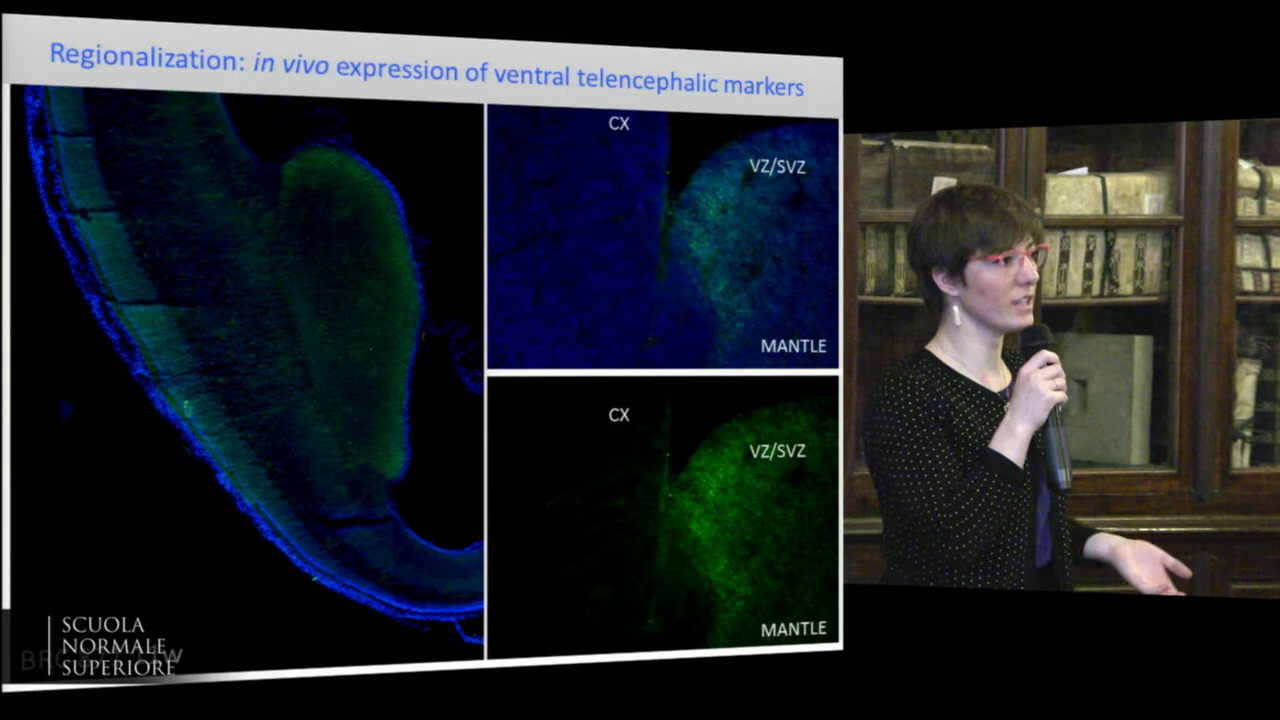 Regionalization: in vivo expression of ventral telencephalic markers
CX
VZ/SVZ
MANTLE
CX
VZ/SVZ
MANTLE
SCUOLA
NORMALE
SUPERIORE